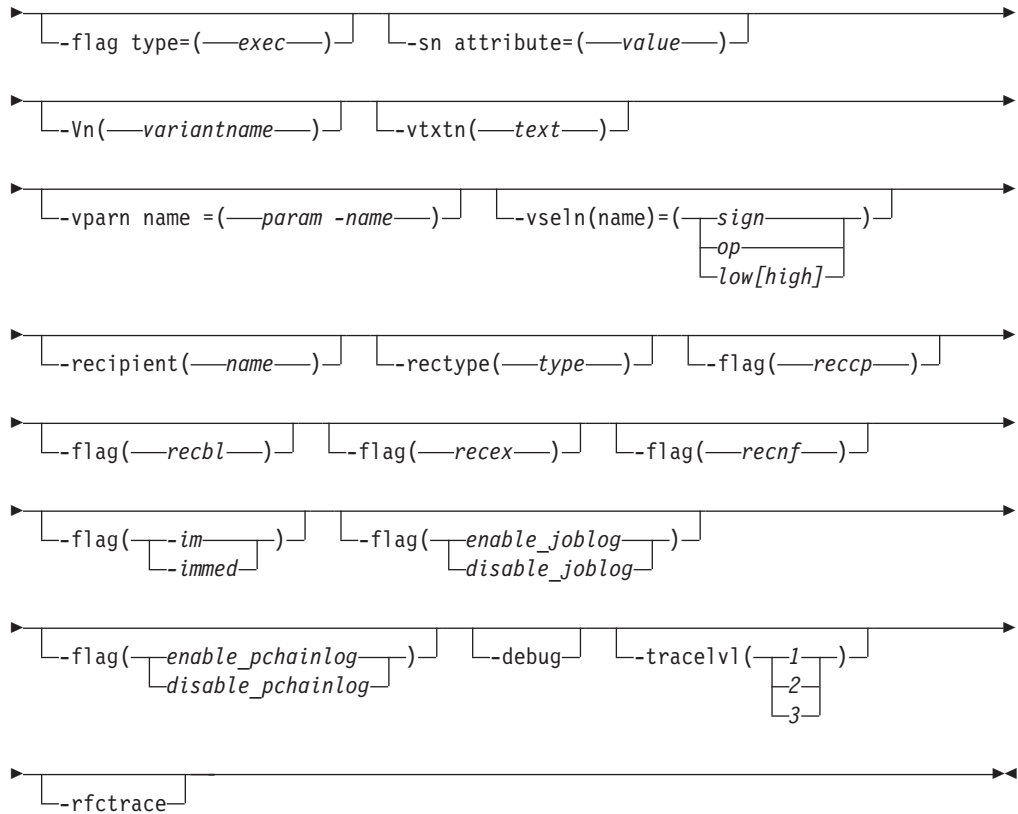 -flag type=( exec ) -sn attribute=( value )
-Vn( variantname ) -vtxtn( text )
-vparn name =( param -name ) -vseln(name)=( sign )
op
low[high]
-recipient( name ) -rectype( type ) -flag( reccp )
-flag( recbl ) -flag( recex ) -flag( recnf )
-flag( -im ) -flag( enable_joblog )
-immed disable_joblog
-flag( enable_pchainlog ) -debug -tracelvl( 1 )
disable_pchainlog 2
3
-rfctrace